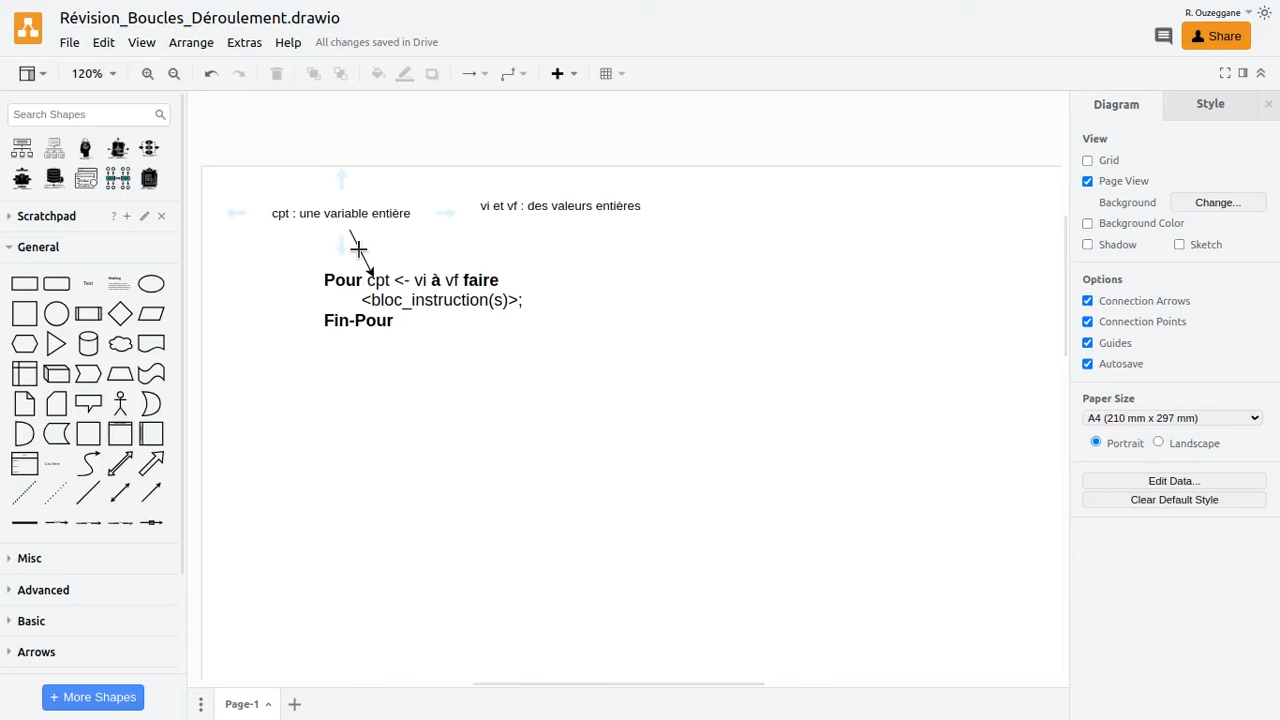 Révision_Boucles_Déroulement.drawio
R. Ouzeggane
File Edit View Arrange Extras Help All changes saved in Drive
Share
120%
Search Shapes
Scratchpad
?
General
Text
Misc
Advanced
Basic
Arrows
+ More Shapes
cpt : une variable entière
vi et vf : des valeurs entières
Pour cpt <- vi à vf faire
<bloc_instruction(s)>;
Fin-Pour
Page-1
Diagram Style
View
Grid
Page View
Background Change...
Background Color
Shadow Sketch
Options
Connection Arrows
Connection Points
Guides
Autosave
Paper Size
A4 (210 mm x 297 mm)
Portrait Landscape
Edit Data...
Clear Default Style